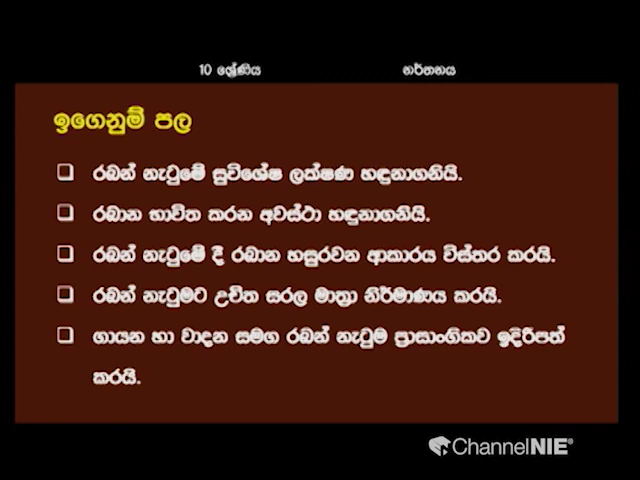 10 ශ්‍රේණිය නර්තනය
ඉගෙනුම් පල
රබන් නැටුමේ සුවිශේෂ ලක්ෂණ හඳුනාගනියි.
රබාන භාවිත කරන අවස්ථා හඳුනාගනියි.
රබන් නැටුමේ දී රබාන හසුරවන ආකාරය විස්තර කරයි.
රබන් නැටුමට උචිත සරල මාත්‍රා නිර්මාණය කරයි.
ගායන හා වාදන සමග රබන් නැටුම ප්‍රාසාංගිකව ඉදිරිපත්
කරයි.
ChannelNIE